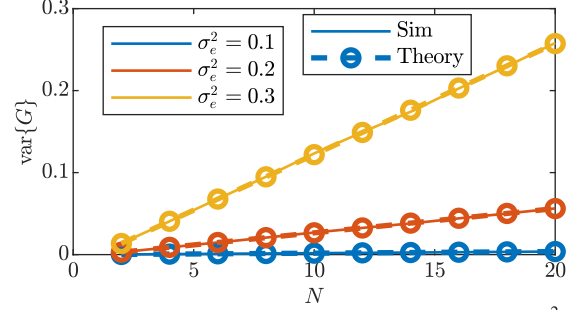 0.3
0.2
0.1
0
var{G}
σ_e^2 = 0.1
σ_e^2 = 0.2
σ_e^2 = 0.3
Sim
Theory
0 5 10 15 20
N
2